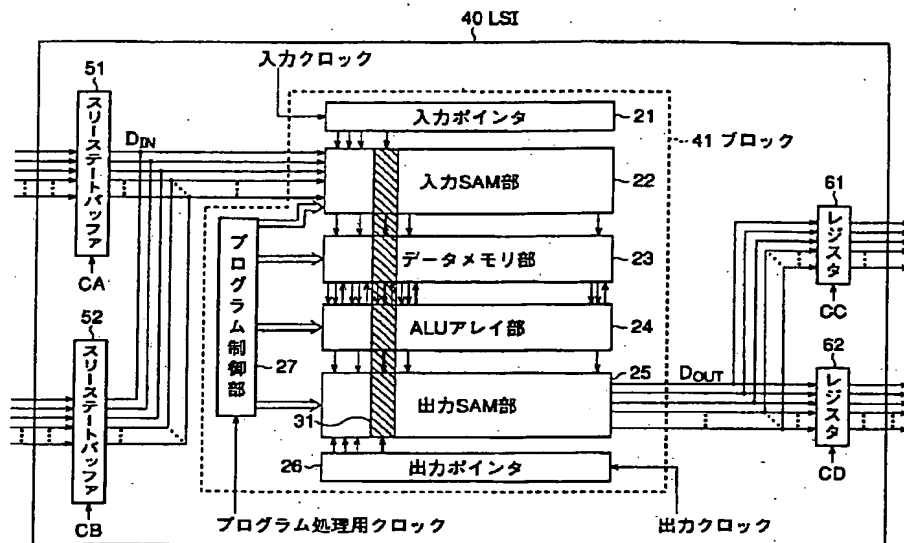 40 LSI
入力クロック
51
スリーステートバッファ
DIN
CA
52
スリーステートバッファ
CB
入力ポインタ
21
41 ブロック
入力SAM部
22
データメモリ部
23
ALUアレイ部
24
プログラム制御部
27
25
出力SAM部
31
DOUT
26
出力ポインタ
プログラム処理用クロック
出力クロック
61
レジスタ
CC
62
レジスタ
CD